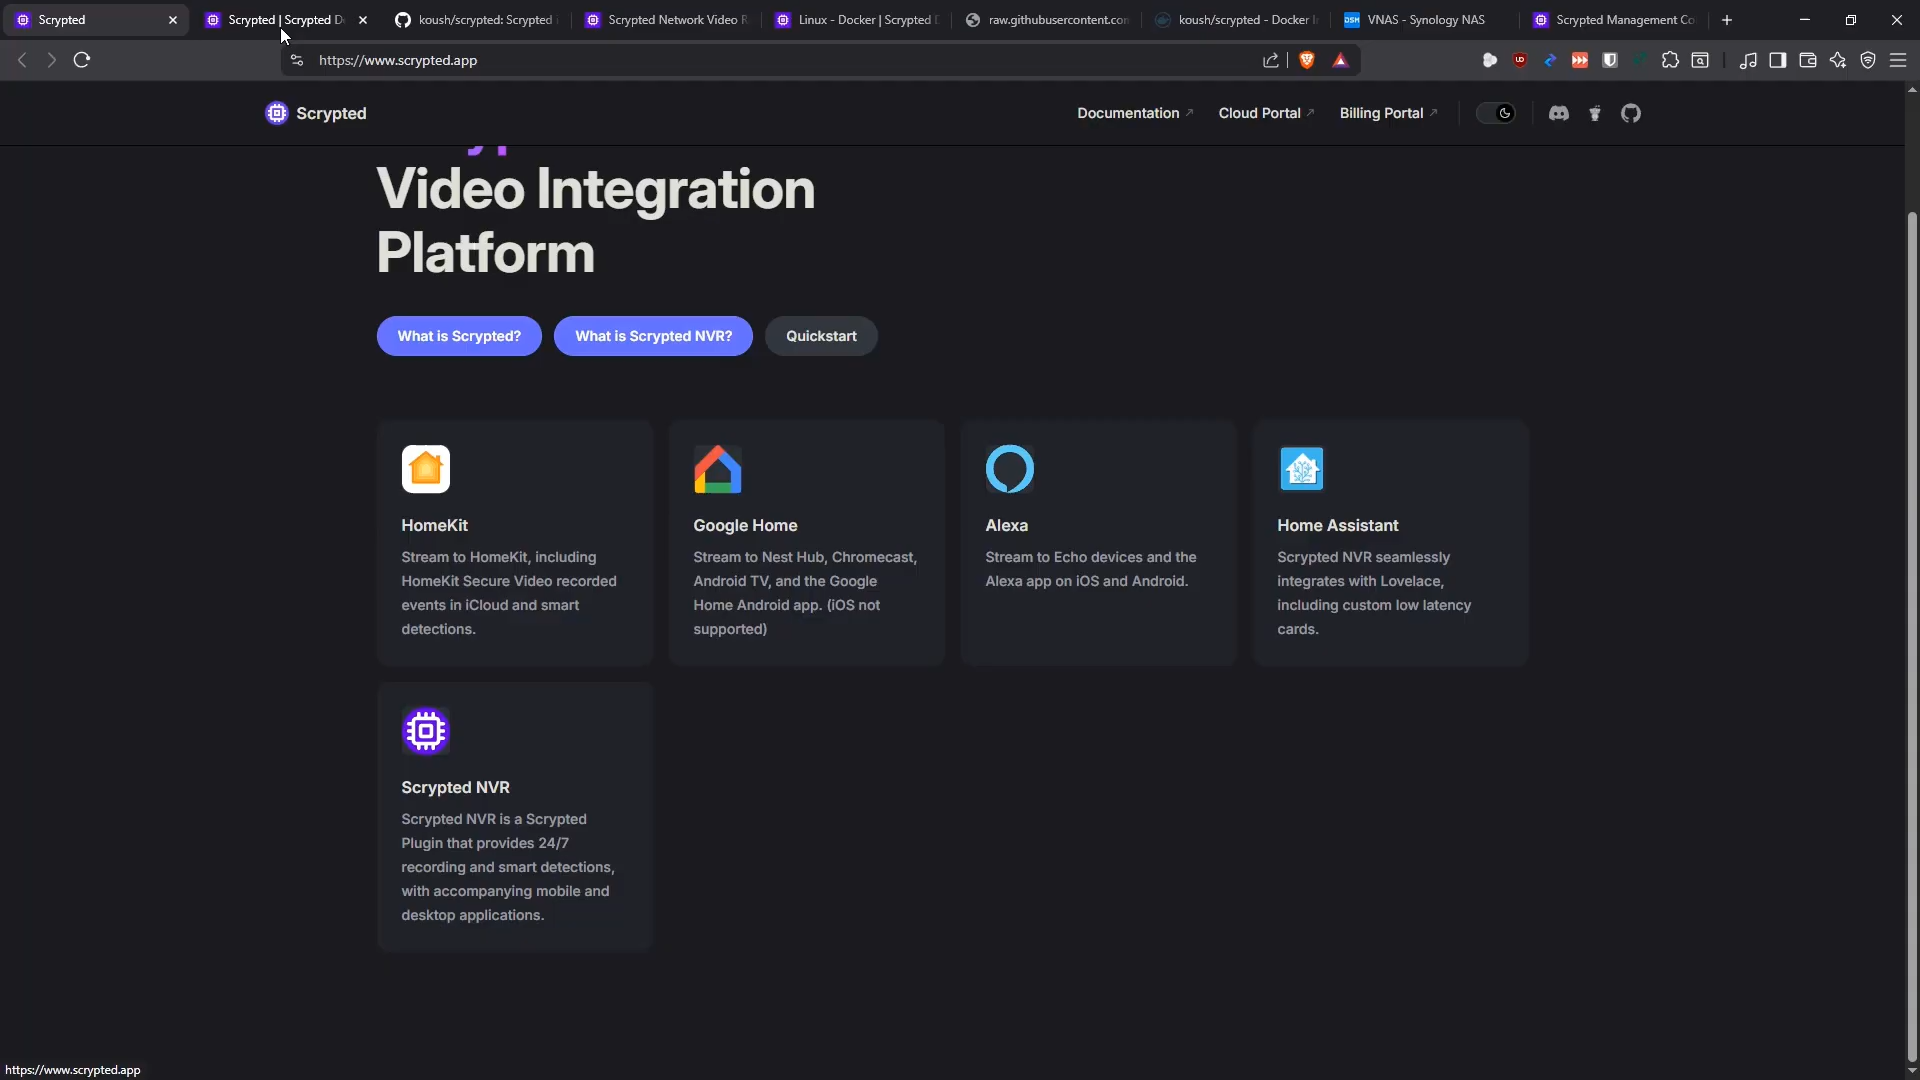 Scrypted
Scrypted | Scrypted D
koush/scrypted: Scrypted
Scrypted Network Video R
Linux - Docker | Scrypted D
raw.githubusercontent.con
koush/scrypted - Docker I
VNAS - Synology NAS
Scrypted Management Co
https://www.scrypted.app
Scrypted
Documentation
Cloud Portal
Billing Portal
Video Integration
Platform
What is Scrypted?
What is Scrypted NVR?
Quickstart
HomeKit
Stream to HomeKit, including
HomeKit Secure Video recorded
events in iCloud and smart
detections.
Google Home
Stream to Nest Hub, Chromecast,
Android TV, and the Google
Home Android app. (iOS not
supported)
Alexa
Stream to Echo devices and the
Alexa app on iOS and Android.
Home Assistant
Scrypted NVR seamlessly
integrates with Lovelace,
including custom low latency
cards.
Scrypted NVR
Scrypted NVR is a Scrypted
Plugin that provides 24/7
recording and smart detections,
with accompanying mobile and
desktop applications.
https://www.scrypted.app